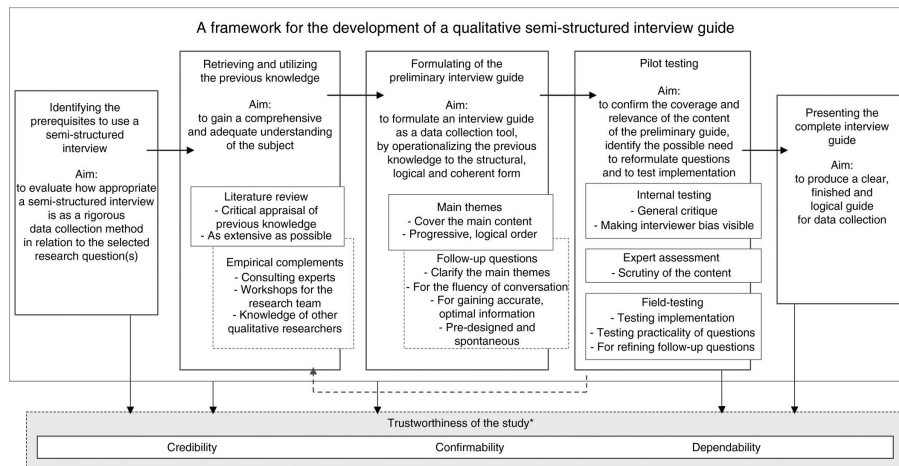 A framework for the development of a qualitative semi-structured interview guide
Identifying the
prerequisites to use a
semi-structured
interview
Aim:
to evaluate how appropriate
a semi-structured interview
is as a rigorous
data collection method
in relation to the selected
research question(s)
Retrieving and utilizing
the previous knowledge
Aim:
to gain a comprehensive
and adequate understanding
of the subject
Literature review
- Critical appraisal of
previous knowledge
- As extensive as possible
Empirical complements
- Consulting experts
- Workshops for the
research team
- Knowledge of other
qualitative researchers
Formulating of the
preliminary interview guide
Aim:
to formulate an interview guide
as a data collection tool,
by operationalizing the previous
knowledge to the structural,
logical and coherent form
Main themes
- Cover the main content
- Progressive, logical order
Follow-up questions
- Clarify the main themes
- For the fluency of conversation
- For gaining accurate,
optimal information
- Pre-designed and
spontaneous
Pilot testing
Aim:
to confirm the coverage and
relevance of the content
of the preliminary guide,
identify the possible need
to reformulate questions
and to test implementation
Internal testing
- General critique
- Making interviewer bias visible
Expert assessment
- Scrutiny of the content
Field-testing
- Testing implementation
- Testing practicality of questions
- For refining follow-up questions
Presenting the
complete interview
guide
Aim:
to produce a clear,
finished and
logical guide
for data collection
Trustworthiness of the study*
Credibility
Confirmability
Dependability